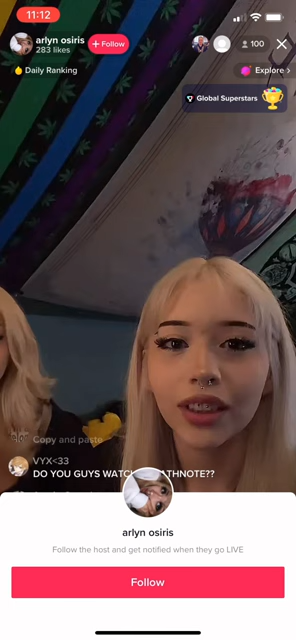 11:12
arlyn osiris
283 likes
+ Follow
100
Daily Ranking
Explore >
Global Superstars
Copy and paste
VYX<33
DO YOU GUYS WATC
THNOTE??
arlyn osiris
Follow the host and get notified when they go LIVE
Follow